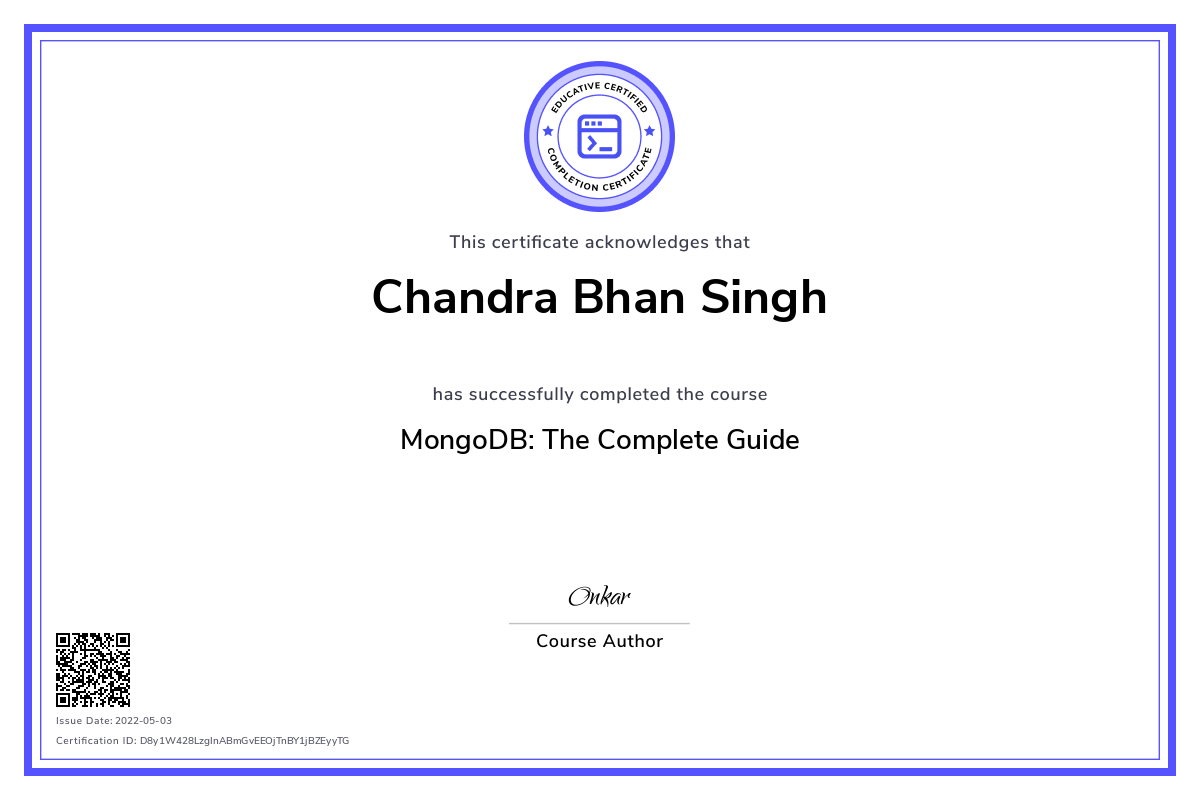 EDUCATIVE CERTIFIED
COMPLETION CERTIFICATE
This certificate acknowledges that
Chandra Bhan Singh
has successfully completed the course
MongoDB: The Complete Guide
Onkar
Course Author
Issue Date: 2022-05-03
Certification ID: D8y1W428LzgInABmGvEEOjTnBY1jBZEyyTG